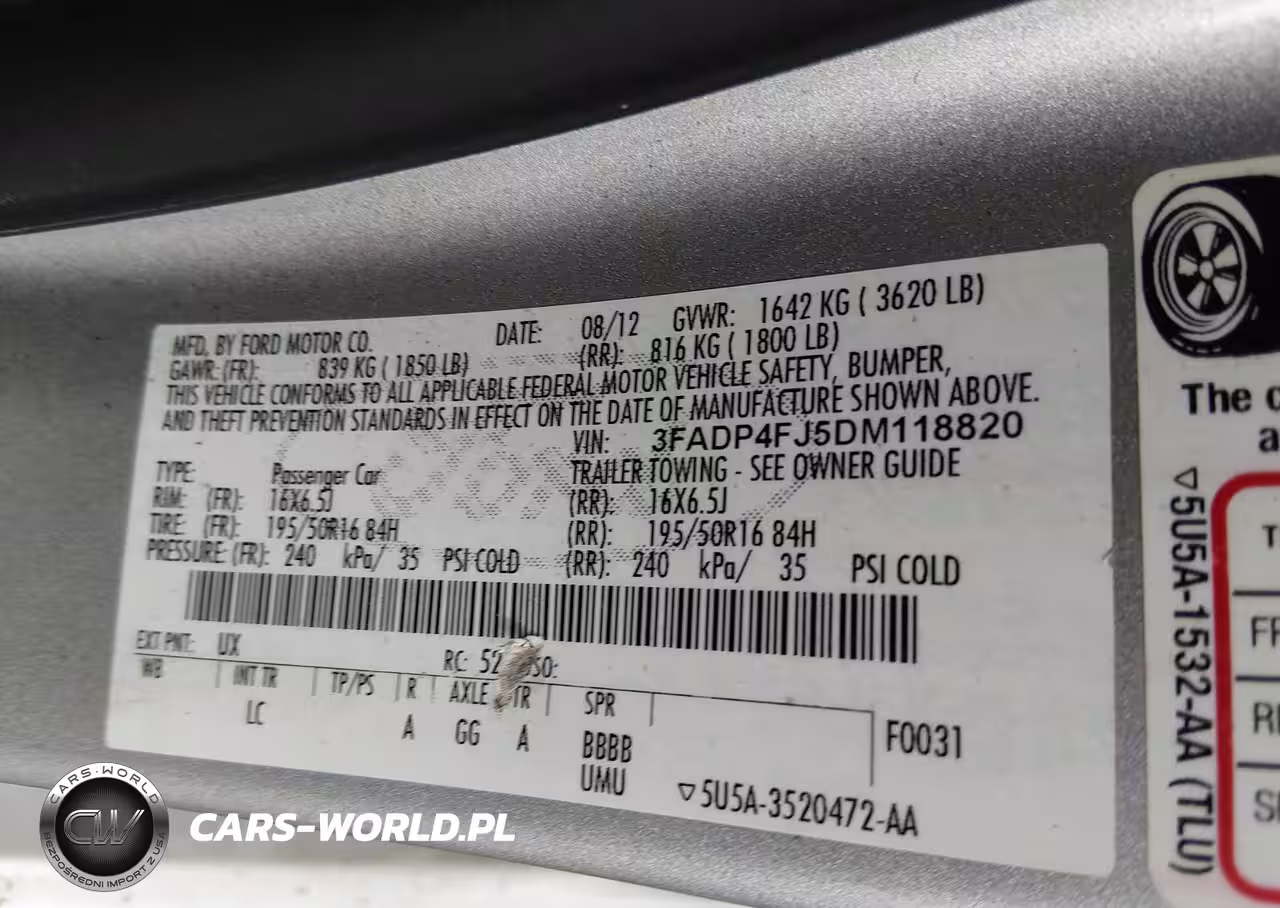 MFD. BY FORD MOTOR CO. DATE: 08/12 GVWR: 1642 KG ( 3620 LB)
GAWR: (FR): 839 KG ( 1850 LB) (RR): 816 KG ( 1800 LB)
THIS VEHICLE CONFORMS TO ALL APPLICABLE FEDERAL MOTOR VEHICLE SAFETY, BUMPER,
AND THEFT PREVENTION STANDARDS IN EFFECT ON THE DATE OF MANUFACTURE SHOWN ABOVE.
VIN: 3FADP4FJ5DM118820
TYPE: Passenger Car TRAILER TOWING - SEE OWNER GUIDE
RIM: (FR): 16X6.5J (RR): 16X6.5J
TIRE: (FR): 195/50R16 84H (RR): 195/50R16 84H
PRESSURE: (FR): 240 kPa/ 35 PSI COLD (RR): 240 kPa/ 35 PSI COLD
EXT PNT: UX RC: 52
WB INT TR TP/PS R AXLE TR SPR
LC A GG A BBBB F0031
UMU ▽5U5A-3520472-AA
The
▽5U5A-1532-AA (TLU)
CARS-WORLD
CW
BEZPOŚREDNI IMPORT Z USA
CARS-WORLD.PL